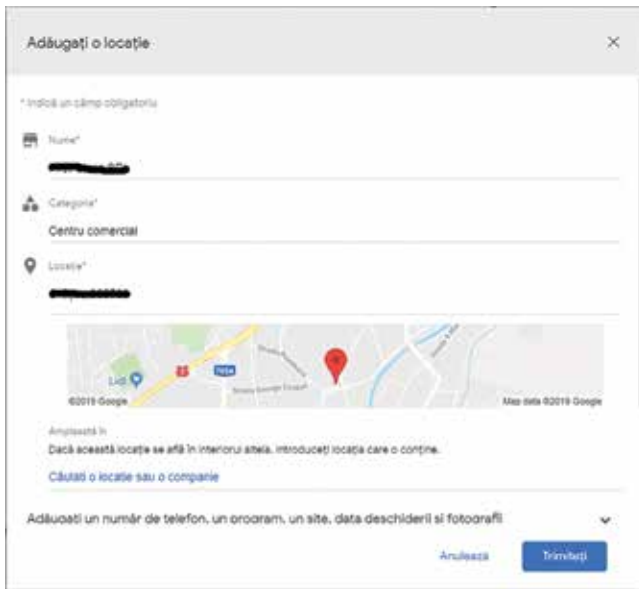 Adăugați o locație
* Indică un câmp obligatoriu
Nume*
Categorie*
Centru comercial
Locație*
Lidl
©2019 Google
Map data ©2019 Google
Amplasată în
Dacă această locație se află în interiorul alteia, introduceți locația care o conține.
Căutați o locație sau o companie
Adăugați un număr de telefon, un program, un site, data deschiderii și fotografii
Anulează
Trimiteți